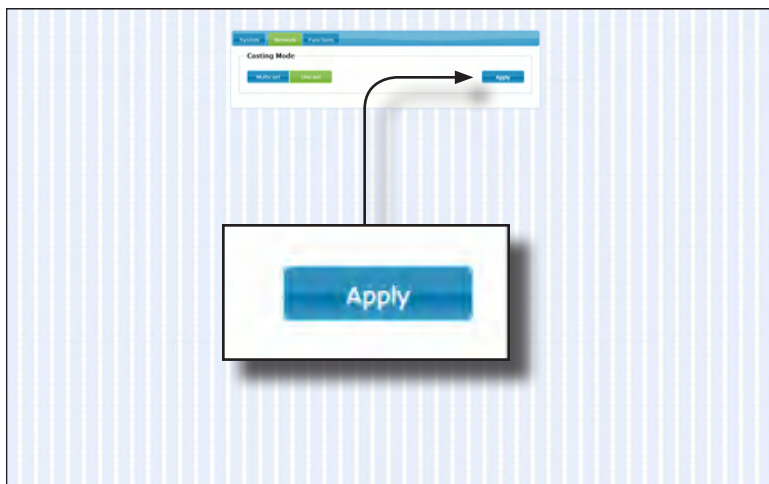 System Network Functions
Casting Mode
Multicast Unicast Apply
Apply